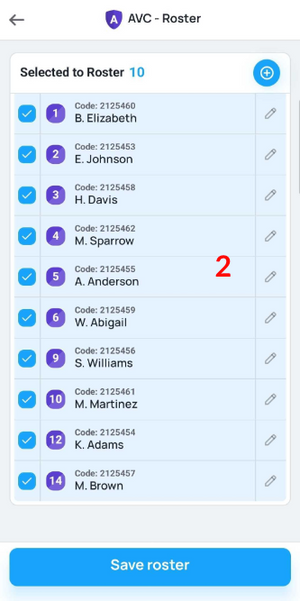 A AVC - Roster
Selected to Roster 10
Code: 2125460
1 B. Elizabeth
Code: 2125453
2 E. Johnson
Code: 2125458
3 H. Davis
Code: 2125462
4 M. Sparrow
2
Code: 2125455
5 A. Anderson
Code: 2125459
6 W. Abigail
Code: 2125456
9 S. Williams
Code: 2125461
10 M. Martinez
Code: 2125454
12 K. Adams
Code: 2125457
14 M. Brown
Save roster